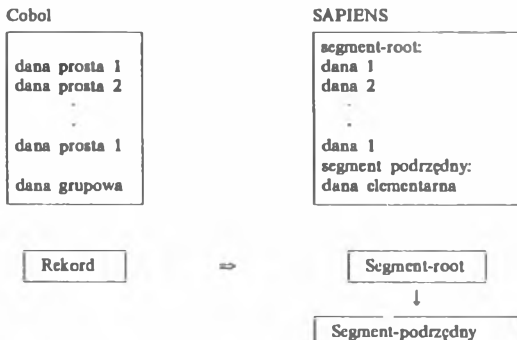 Cobol
dana prosta 1
dana prosta 2
.
.
dana prosta 1
dana grupowa
SAPIENS
segment-root:
dana 1
dana 2
.
.
dana 1
segment podrzędny:
dana elementarna
Rekord
⇒
Segment-root
↓
Segment-podrzędny